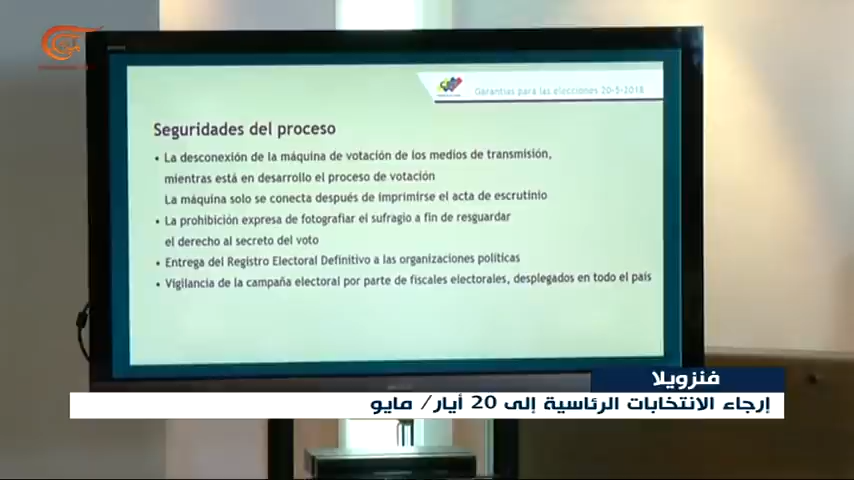 Garantías para las elecciones 20-5-2018
Seguridades del proceso
• La desconexión de la máquina de votación de los medios de transmisión,
mientras está en desarrollo el proceso de votación
La máquina solo se conecta después de imprimirse el acta de escrutinio
• La prohibición expresa de fotografiar el sufragio a fin de resguardar
el derecho al secreto del voto
• Entrega del Registro Electoral Definitivo a las organizaciones políticas
• Vigilancia de la campaña electoral por parte de fiscales electorales, desplegados en todo el país
فنزويلا
إرجاء الانتخابات الرئاسية إلى 20 أيار/ مايو